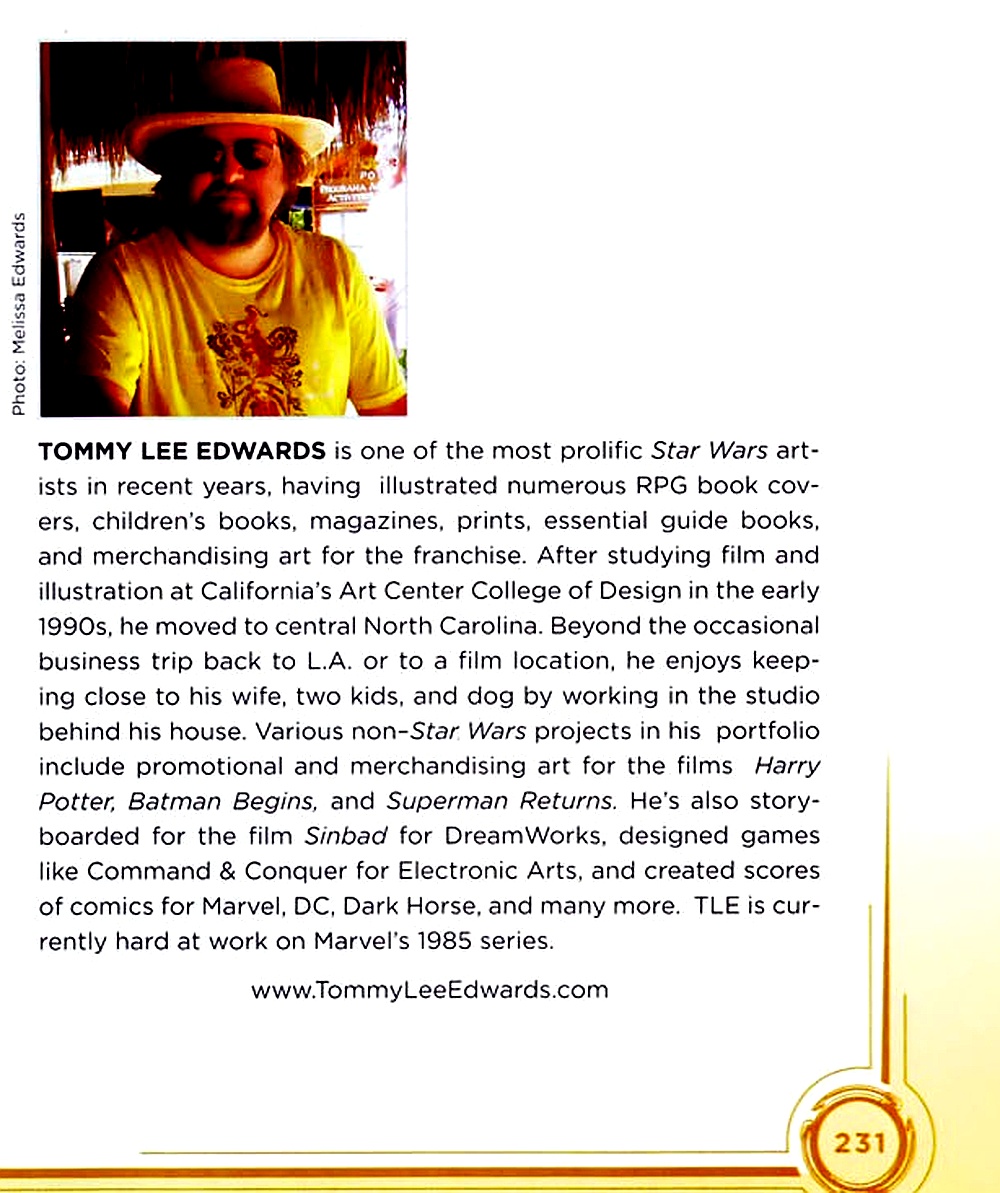 PO
Photo: Melissa Edwards
TOMMY LEE EDWARDS is one of the most prolific Star Wars art-
ists in recent years, having illustrated numerous RPG book cov-
ers, children's books, magazines, prints, essential guide books,
and merchandising art for the franchise. After studying film and
illustration at California's Art Center College of Design in the early
1990s, he moved to central North Carolina. Beyond the occasional
business trip back to L.A. or to a film location, he enjoys keep-
ing close to his wife, two kids, and dog by working in the studio
behind his house. Various non–Star Wars projects in his portfolio
include promotional and merchandising art for the films Harry
Potter, Batman Begins, and Superman Returns. He's also story-
boarded for the film Sinbad for DreamWorks, designed games
like Command & Conquer for Electronic Arts, and created scores
of comics for Marvel, DC, Dark Horse, and many more. TLE is cur-
rently hard at work on Marvel's 1985 series.
www.TommyLeeEdwards.com
231